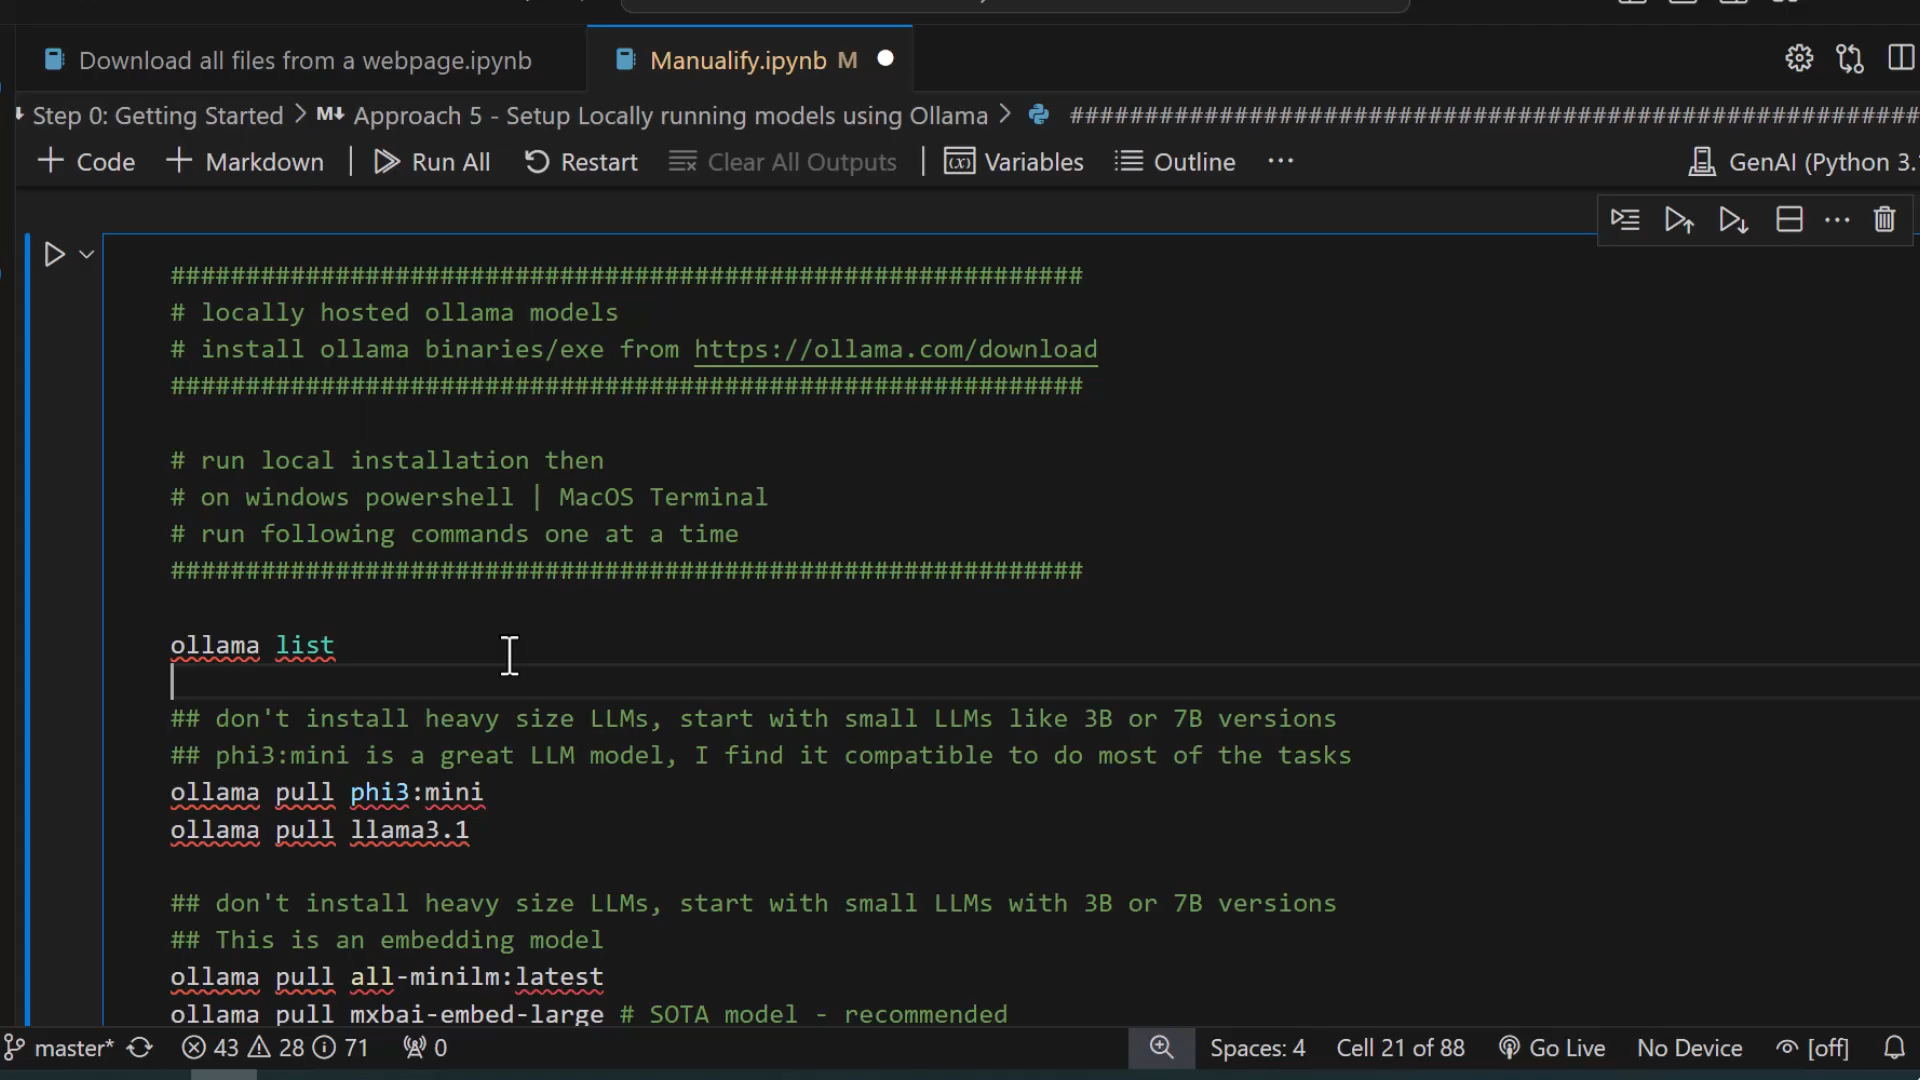 Download all files from a webpage.ipynb
Manualify.ipynb M
Step 0: Getting Started > M↓ Approach 5 - Setup Locally running models using Ollama >
+ Code + Markdown | Run All Restart Clear All Outputs | (x) Variables Outline ···
GenAI (Python 3.
#############################################################
# locally hosted ollama models
# install ollama binaries/exe from https://ollama.com/download
#############################################################
# run local installation then
# on windows powershell | MacOS Terminal
# run following commands one at a time
#############################################################
ollama list
## don't install heavy size LLMs, start with small LLMs like 3B or 7B versions
## phi3:mini is a great LLM model, I find it compatible to do most of the tasks
ollama pull phi3:mini
ollama pull llama3.1
## don't install heavy size LLMs, start with small LLMs with 3B or 7B versions
## This is an embedding model
ollama pull all-minilm:latest
ollama pull mxbai-embed-large # SOTA model - recommended
master* 43 28 71 0 Spaces: 4 Cell 21 of 88 Go Live No Device [off]